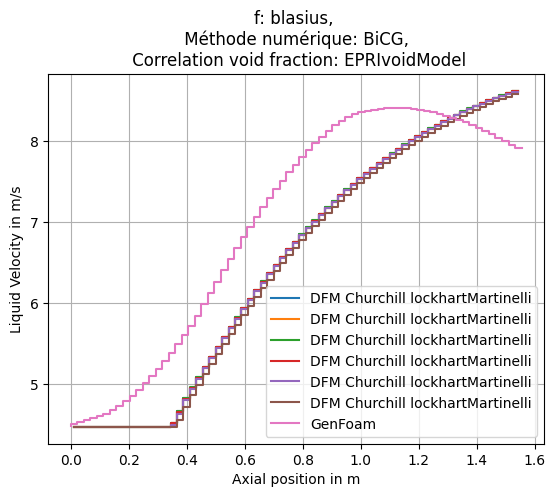 f: blasius,
Méthode numérique: BiCG,
Correlation void fraction: EPRIvoidModel
Liquid Velocity in m/s
8
7
6
5
DFM Churchill lockhartMartinelli
DFM Churchill lockhartMartinelli
DFM Churchill lockhartMartinelli
DFM Churchill lockhartMartinelli
DFM Churchill lockhartMartinelli
DFM Churchill lockhartMartinelli
GenFoam
0.0 0.2 0.4 0.6 0.8 1.0 1.2 1.4 1.6
Axial position in m